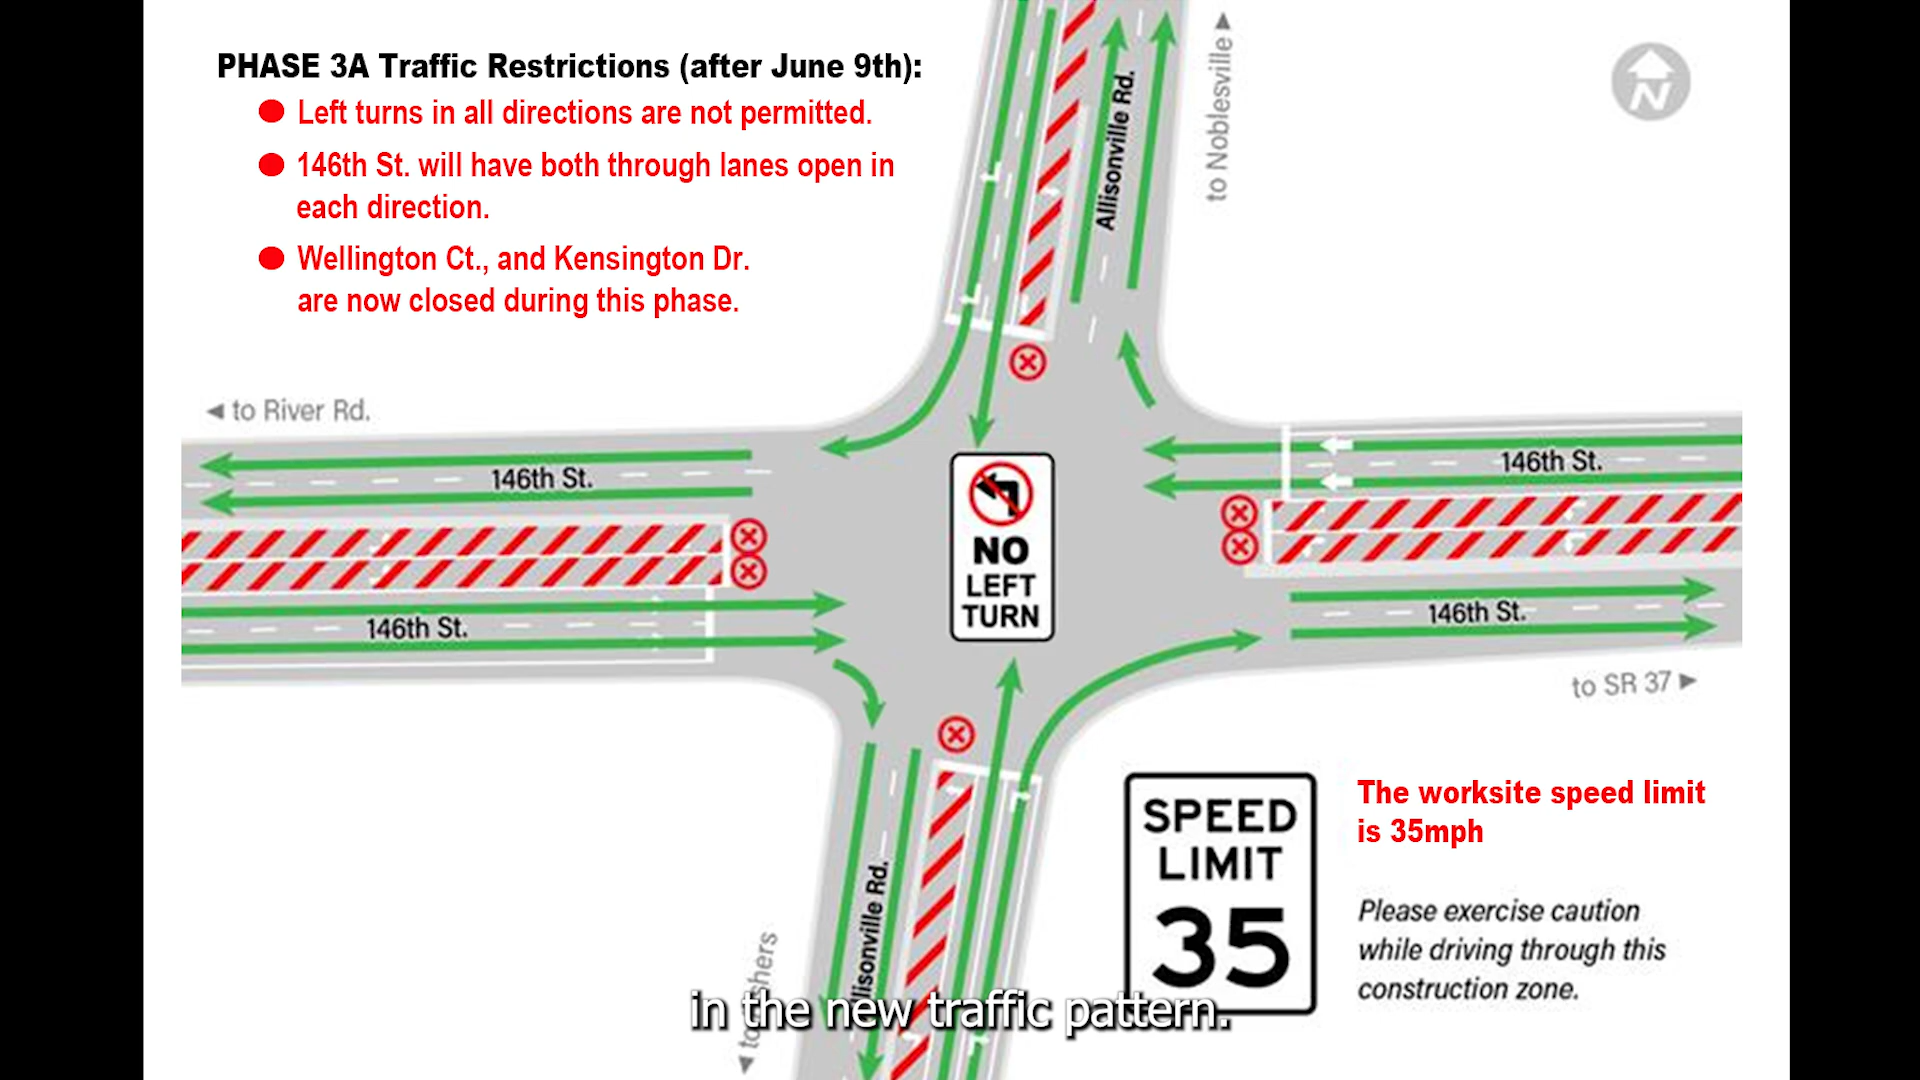 PHASE 3A Traffic Restrictions (after June 9th):
● Left turns in all directions are not permitted.
● 146th St. will have both through lanes open in
each direction.
● Wellington Ct., and Kensington Dr.
are now closed during this phase.
Allisonville Rd.
to Noblesville ▶
N
◀ to River Rd.
146th St.
146th St.
146th St.
146th St.
NO
LEFT
TURN
to SR 37 ▶
SPEED
LIMIT
35
The worksite speed limit
is 35mph
Please exercise caution
while driving through this
construction zone.
in the new traffic pattern.